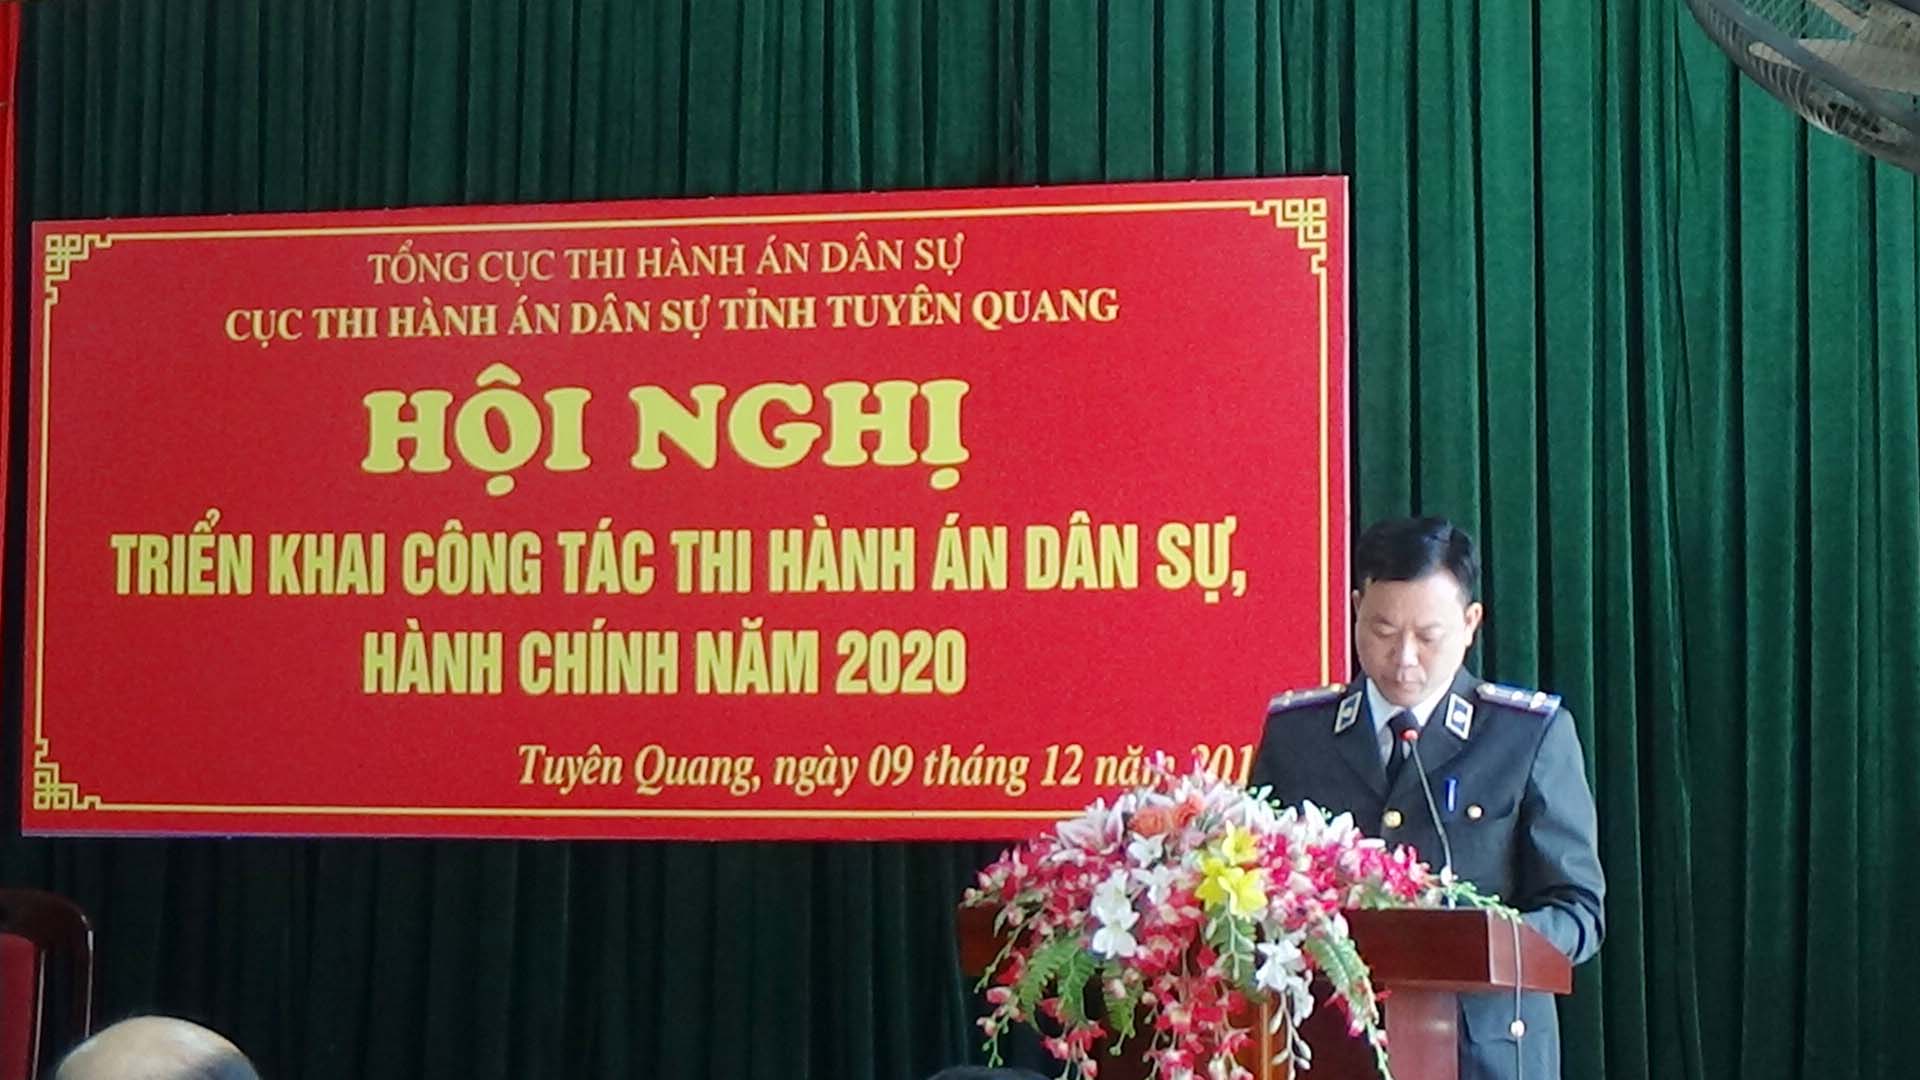 TỔNG CỤC THI HÀNH ÁN DÂN SỰ
CỤC THI HÀNH ÁN DÂN SỰ TỈNH TUYÊN QUANG
HỘI NGHỊ
TRIỂN KHAI CÔNG TÁC THI HÀNH ÁN DÂN SỰ,
HÀNH CHÍNH NĂM 2020
Tuyên Quang, ngày 09 tháng 12 năm